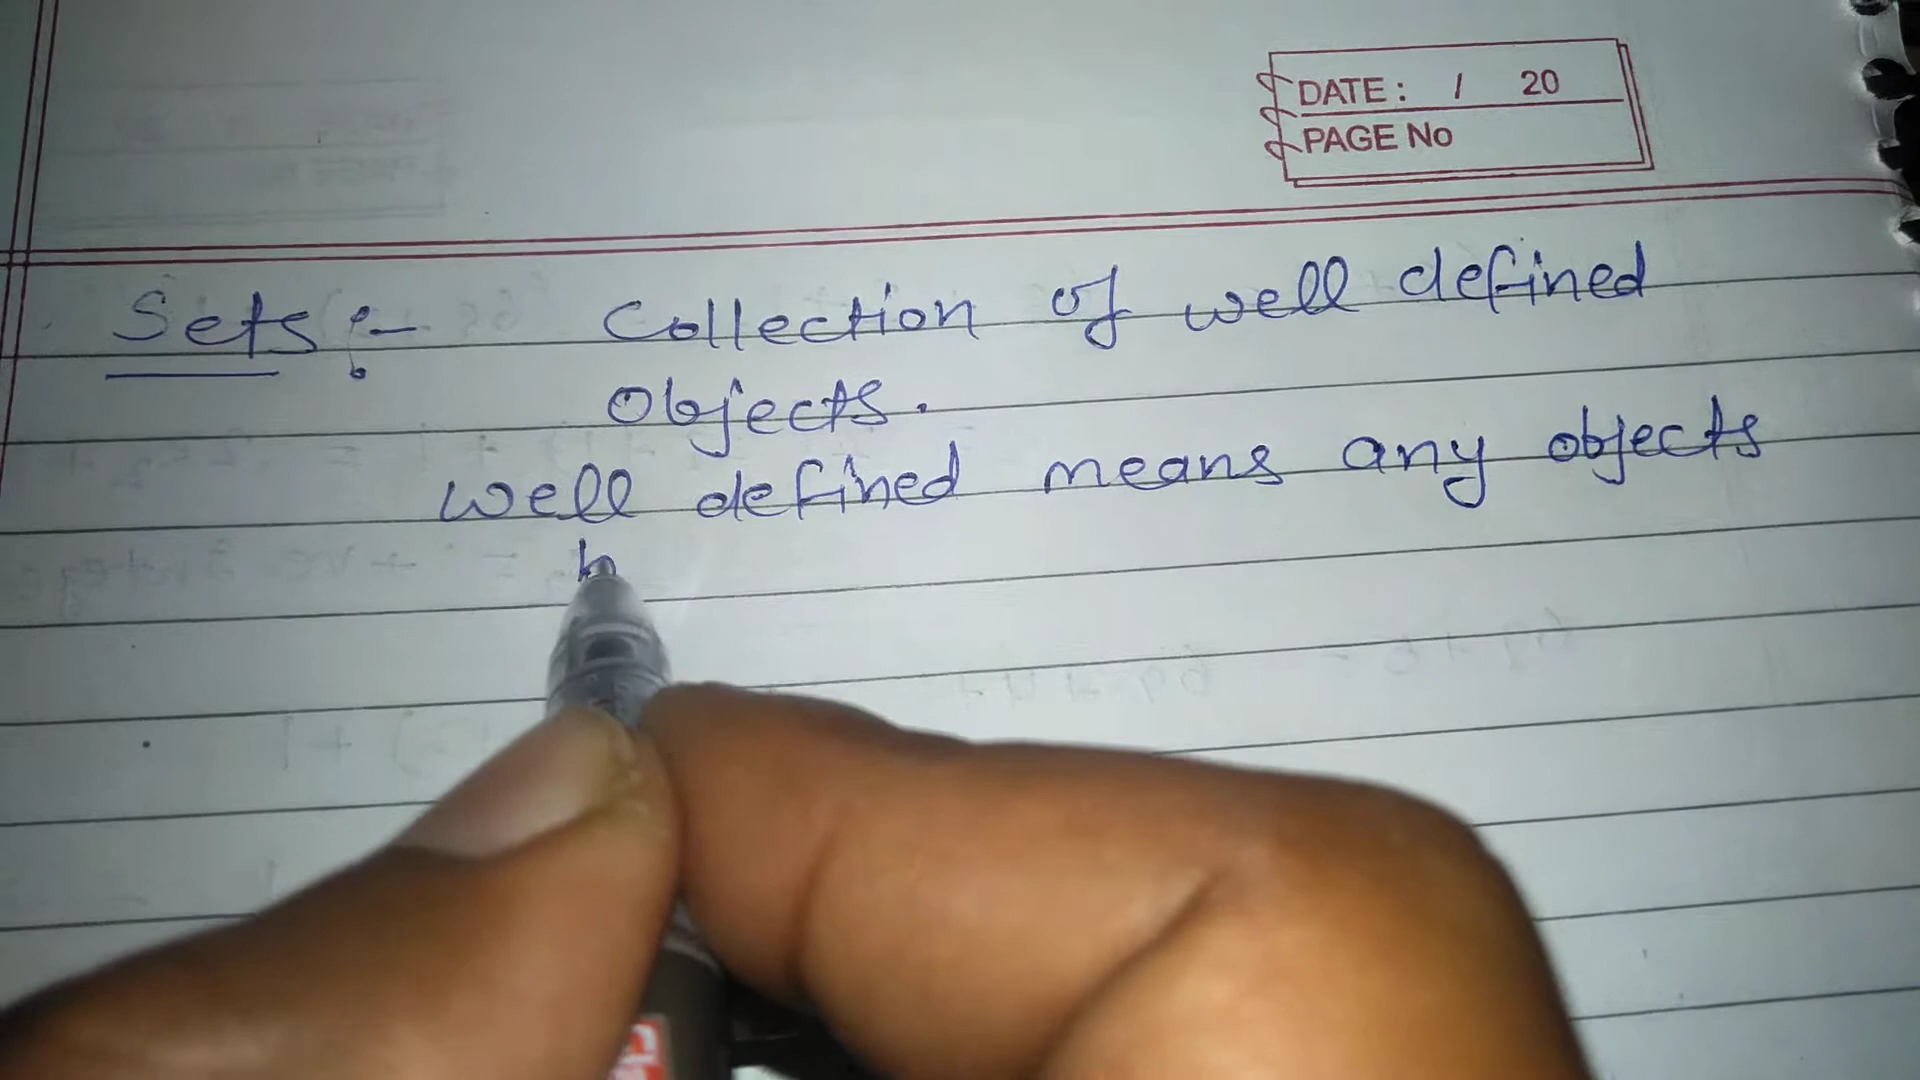 DATE: / 20
PAGE No
Sets :- Collection of well defined
Objects.
Well defined means any objects